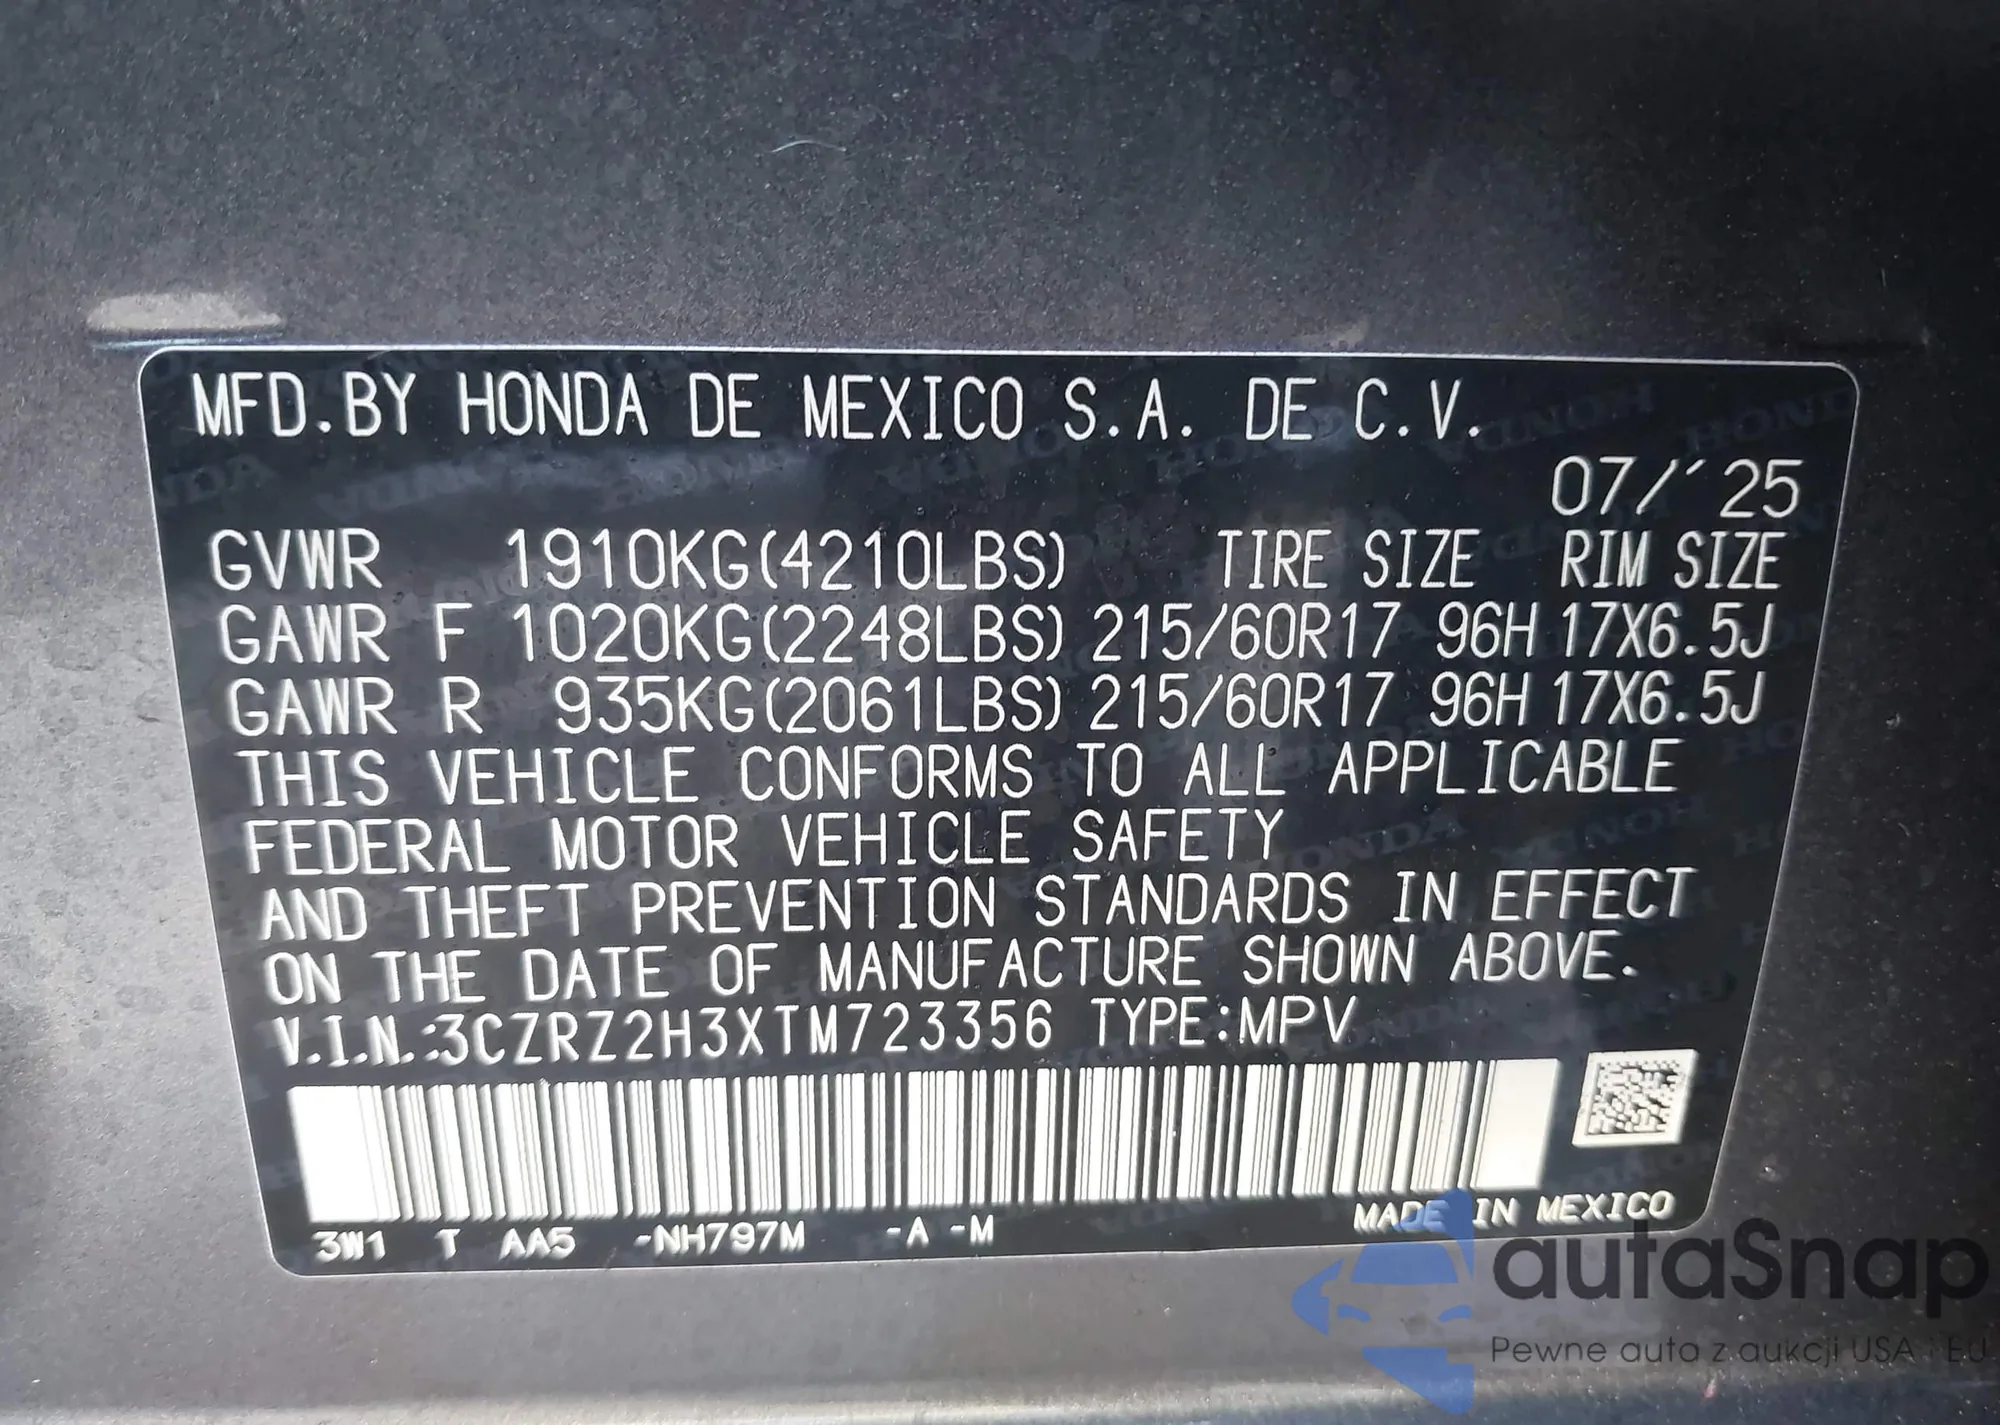 MFD.BY HONDA DE MEXICO S.A. DE C.V.
07/´25
GVWR 1910KG(4210LBS) TIRE SIZE RIM SIZE
GAWR F 1020KG(2248LBS) 215/60R17 96H 17X6.5J
GAWR R 935KG(2061LBS) 215/60R17 96H 17X6.5J
THIS VEHICLE CONFORMS TO ALL APPLICABLE
FEDERAL MOTOR VEHICLE SAFETY
AND THEFT PREVENTION STANDARDS IN EFFECT
ON THE DATE OF MANUFACTURE SHOWN ABOVE.
V.I.N.:3CZRZ2H3XTM723356 TYPE:MPV
3W1 T AA5 -NH797M -A -M
MADE IN MEXICO
autaSnap
Pewne auta z aukcji USA i EU